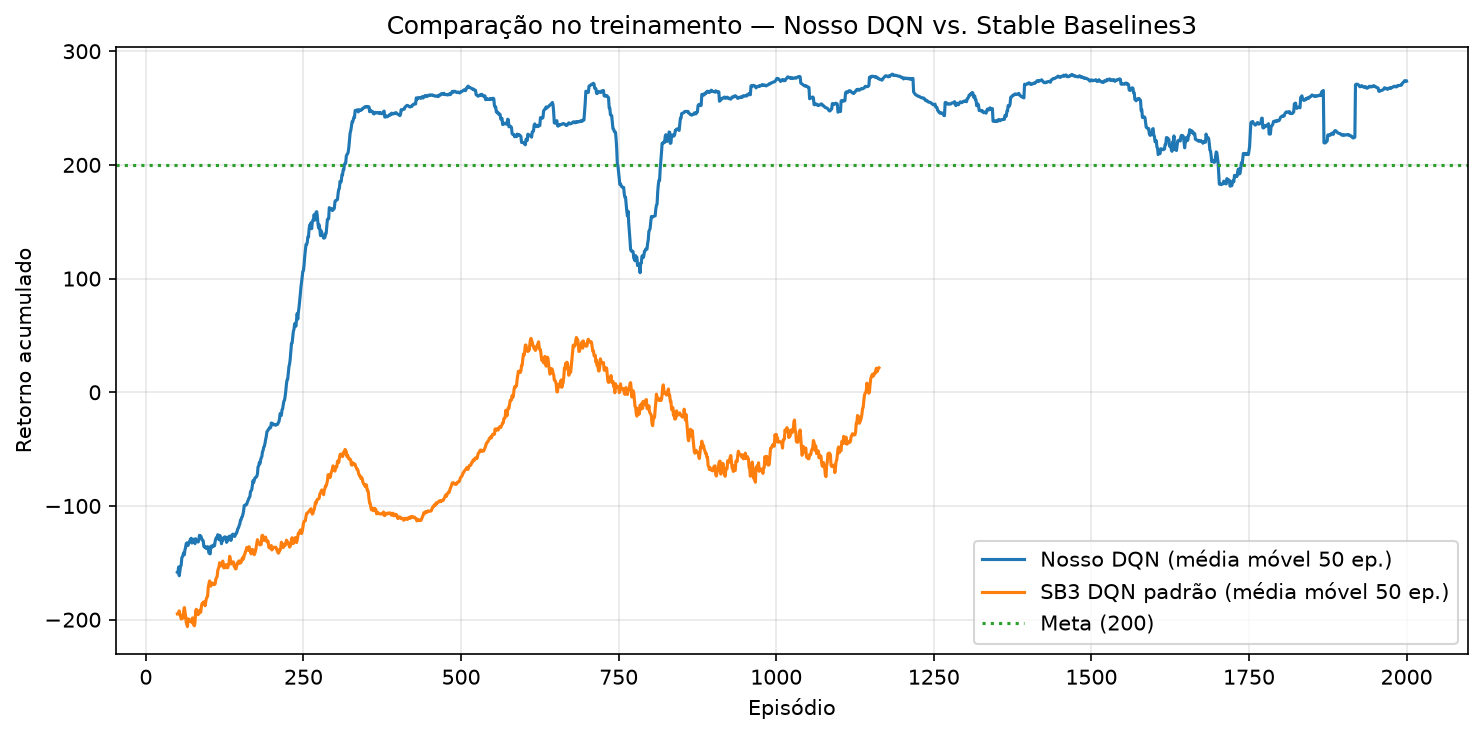 Comparação no treinamento — Nosso DQN vs. Stable Baselines3
Retorno acumulado
300
200
100
0
−100
−200
0
250
500
750
1000
1250
1500
1750
2000
Episódio
Nosso DQN (média móvel 50 ep.)
SB3 DQN padrão (média móvel 50 ep.)
Meta (200)